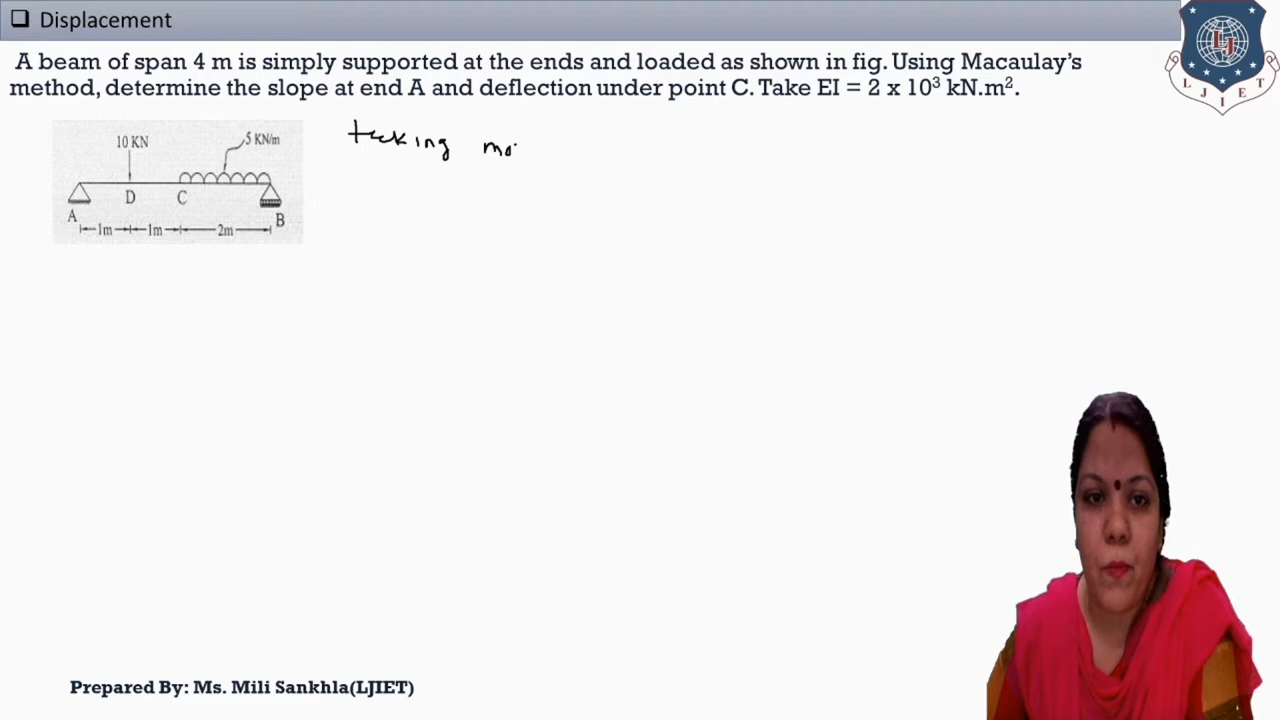 ❑ Displacement
A beam of span 4 m is simply supported at the ends and loaded as shown in fig. Using Macaulay's
method, determine the slope at end A and deflection under point C. Take EI = 2 x 10³ kN.m².
L J I E T
10 KN
5 KN/m
A D C B
1m 1m 2m
taking mo
Prepared By: Ms. Mili Sankhla(LJIET)